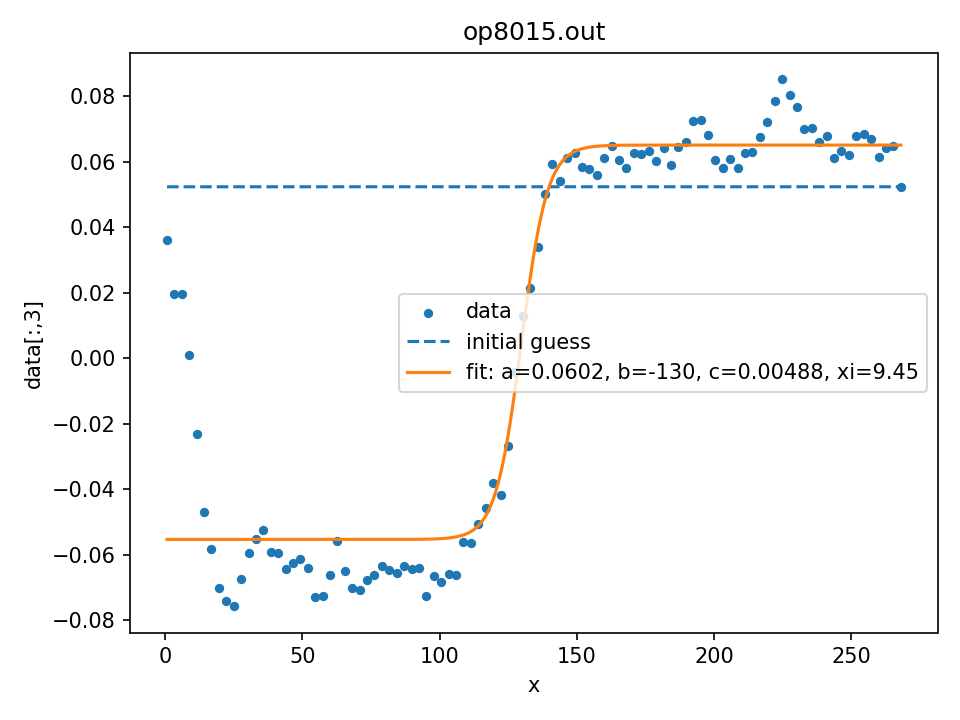 op8015.out
data[:,3]
0.08
0.06
0.04
0.02
0.00
−0.02
−0.04
−0.06
−0.08
data
initial guess
fit: a=0.0602, b=-130, c=0.00488, xi=9.45
0 50 100 150 200 250
x